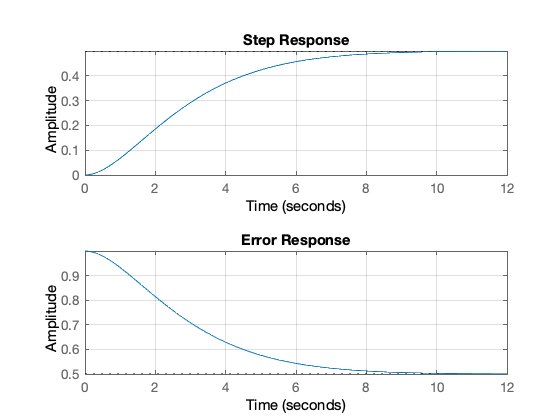 Step Response
0.4
0.3
0.2
0.1
0
Amplitude
0 2 4 6 8 10 12
Time (seconds)
Error Response
0.9
0.8
0.7
0.6
0.5
Amplitude
0 2 4 6 8 10 12
Time (seconds)